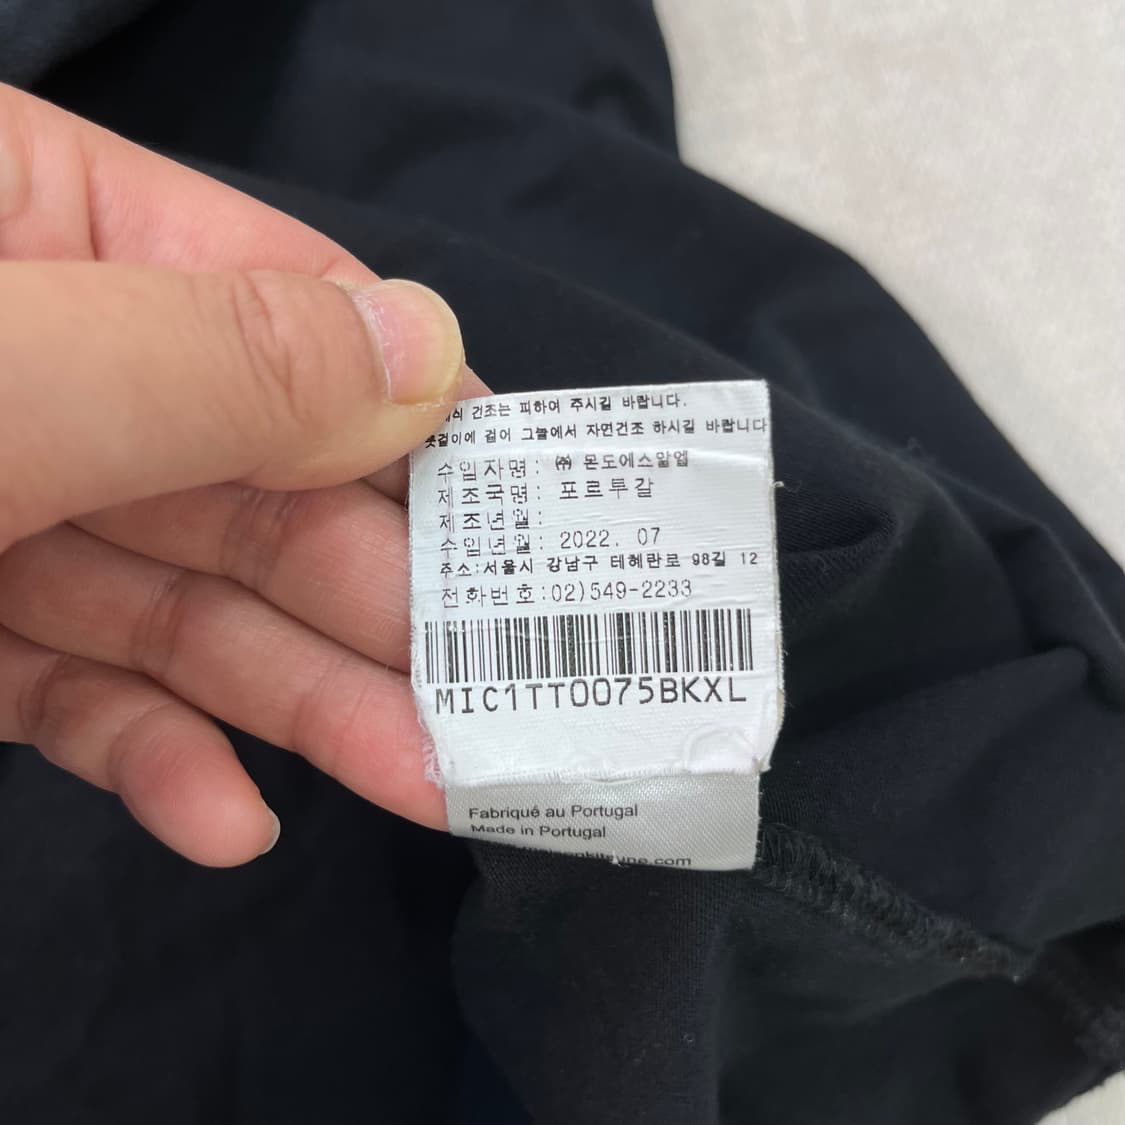 건조는 피하여 주시길 바랍니다.
옷걸이에 걸어 그늘에서 자연건조 하시길 바랍니다
수입자명: ㈜ 몬도에스알엡
제조국명: 포르투갈
제조년월:
수입년월: 2022. 07
주소:서울시 강남구 테헤란로 98길 12
전화번호:02)549-2233
MIC1TT0075BKXL
Fabriqué au Portugal
Made in Portugal